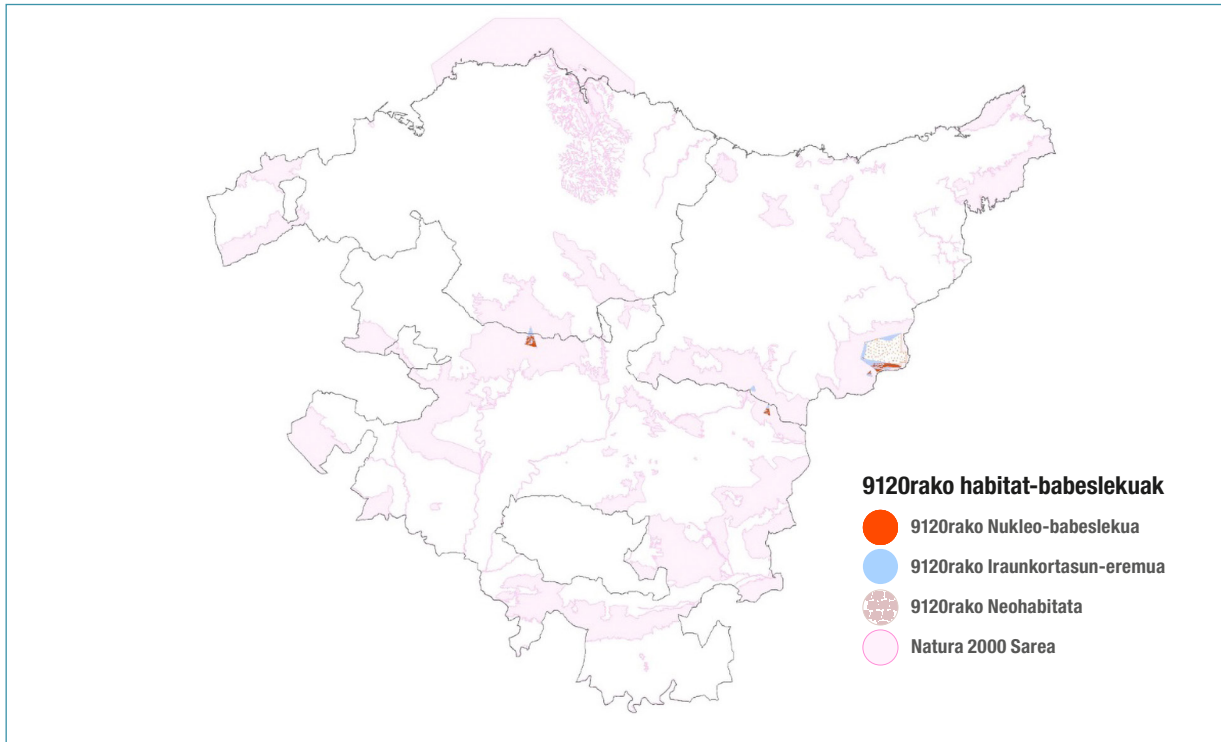 9120rako habitat-babeslekuak
9120rako Nukleo-babeslekua
9120rako Iraunkortasun-eremua
9120rako Neohabitata
Natura 2000 Sarea